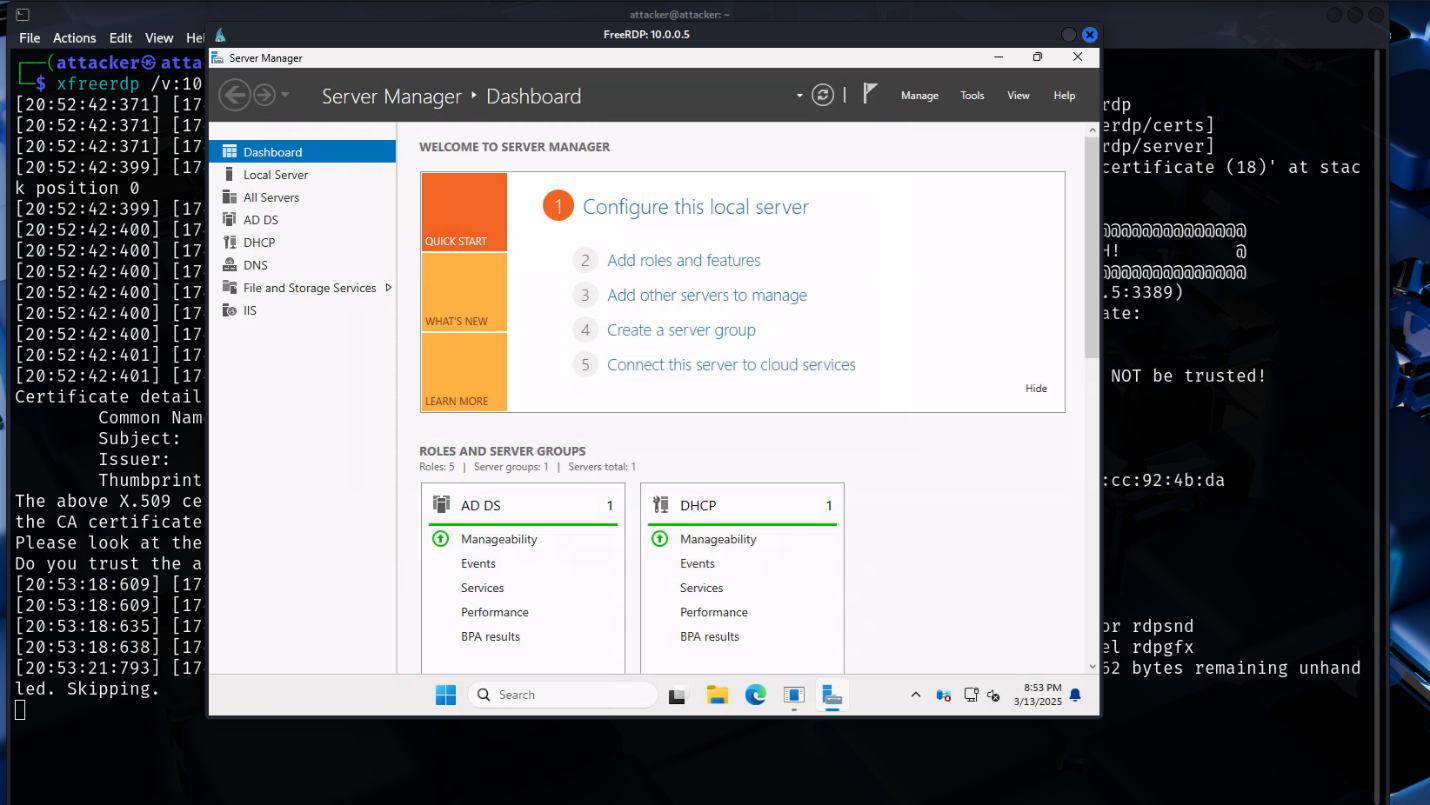 attacker@attacker: ~
File Actions Edit View
FreeRDP: 10.0.0.5
Server Manager
┌──(attacker㉿
└─$ xfreerdp /v:10
[20:52:42:371] [17
[20:52:42:371] [17
[20:52:42:371] [17
[20:52:42:399] [17
k position 0
[20:52:42:399] [17
[20:52:42:400] [17
[20:52:42:400] [17
[20:52:42:400] [17
[20:52:42:400] [17
[20:52:42:400] [17
[20:52:42:400] [17
[20:52:42:401] [17
[20:52:42:401] [17
Certificate detail
Common Nam
Subject:
Issuer:
Thumbprint
The above X.509 ce
the CA certificate
Please look at the
Do you trust the a
[20:53:18:609] [17
[20:53:18:609] [17
[20:53:18:635] [17
[20:53:18:638] [17
[20:53:21:793] [17
led. Skipping.
Server Manager ‣ Dashboard
Manage Tools View Help
Dashboard
Local Server
All Servers
AD DS
DHCP
DNS
File and Storage Services
IIS
WELCOME TO SERVER MANAGER
QUICK START
WHAT'S NEW
LEARN MORE
1 Configure this local server
2 Add roles and features
3 Add other servers to manage
4 Create a server group
5 Connect this server to cloud services
Hide
ROLES AND SERVER GROUPS
Roles: 5 | Server groups: 1 | Servers total: 1
AD DS 1
Manageability
Events
Services
Performance
BPA results
DHCP 1
Manageability
Events
Services
Performance
BPA results
Search
8:53 PM
3/13/2025
rdp
erdp/certs]
rdp/server]
certificate (18)' at stac
@@@@@@@@@@@@@@
H! @
@@@@@@@@@@@@@@
.5:3389)
ate:
NOT be trusted!
:cc:92:4b:da
or rdpsnd
el rdpgfx
62 bytes remaining unhand